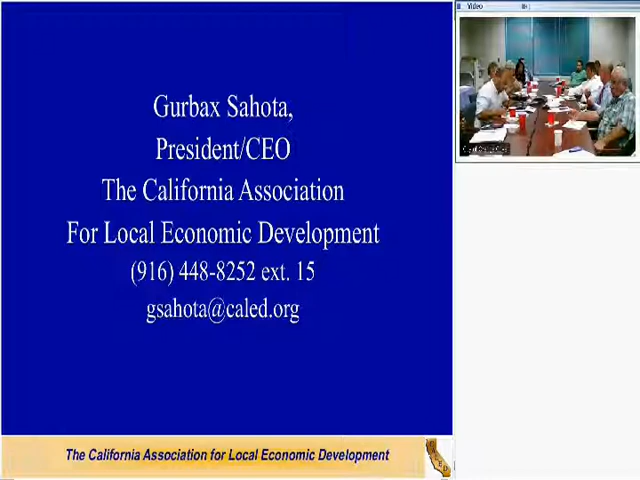 Video
Gurbax Sahota,
President/CEO
The California Association
For Local Economic Development
(916) 448-8252 ext. 15
gsahota@caled.org
The California Association for Local Economic Development